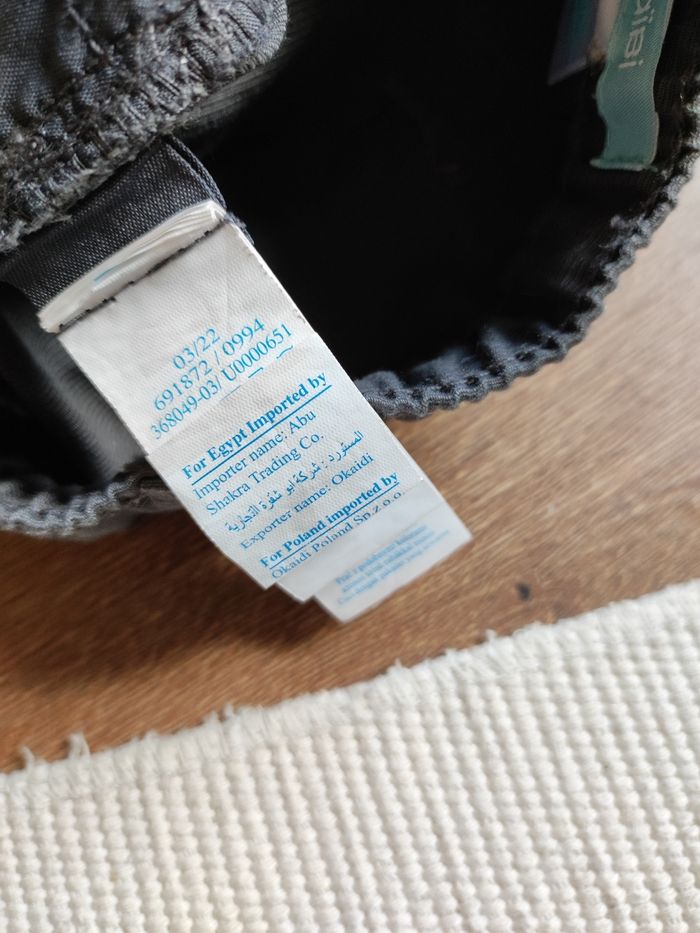 03/22
691872 / 0994
368049-03/ U0000651
For Egypt Imported by
Importer name: Abu
Shakra Trading Co.
المستورد : شركة ابو شقرة التجارية
Exporter name: Okaidi
For Poland imported by
Okaidi Poland Sp.z.o.o.